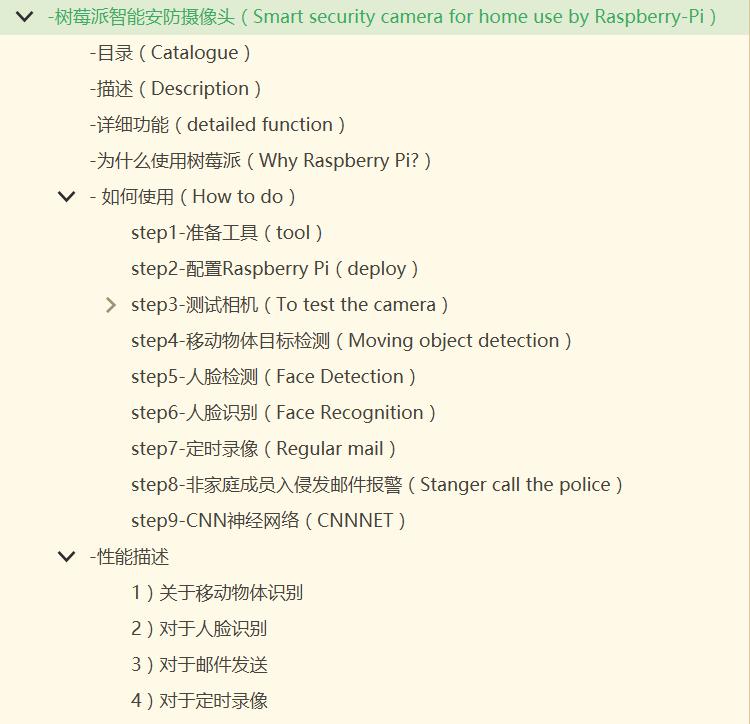 -树莓派智能安防摄像头（Smart security camera for home use by Raspberry-Pi）
-目录（Catalogue）
-描述（Description）
-详细功能（detailed function）
-为什么使用树莓派（Why Raspberry Pi?）
- 如何使用（How to do）
step1-准备工具（tool）
step2-配置Raspberry Pi（deploy）
step3-测试相机（To test the camera）
step4-移动物体目标检测（Moving object detection）
step5-人脸检测（Face Detection）
step6-人脸识别（Face Recognition）
step7-定时录像（Regular mail）
step8-非家庭成员入侵发邮件报警（Stanger call the police）
step9-CNN神经网络（CNNNET）
-性能描述
1）关于移动物体识别
2）对于人脸识别
3）对于邮件发送
4）对于定时录像